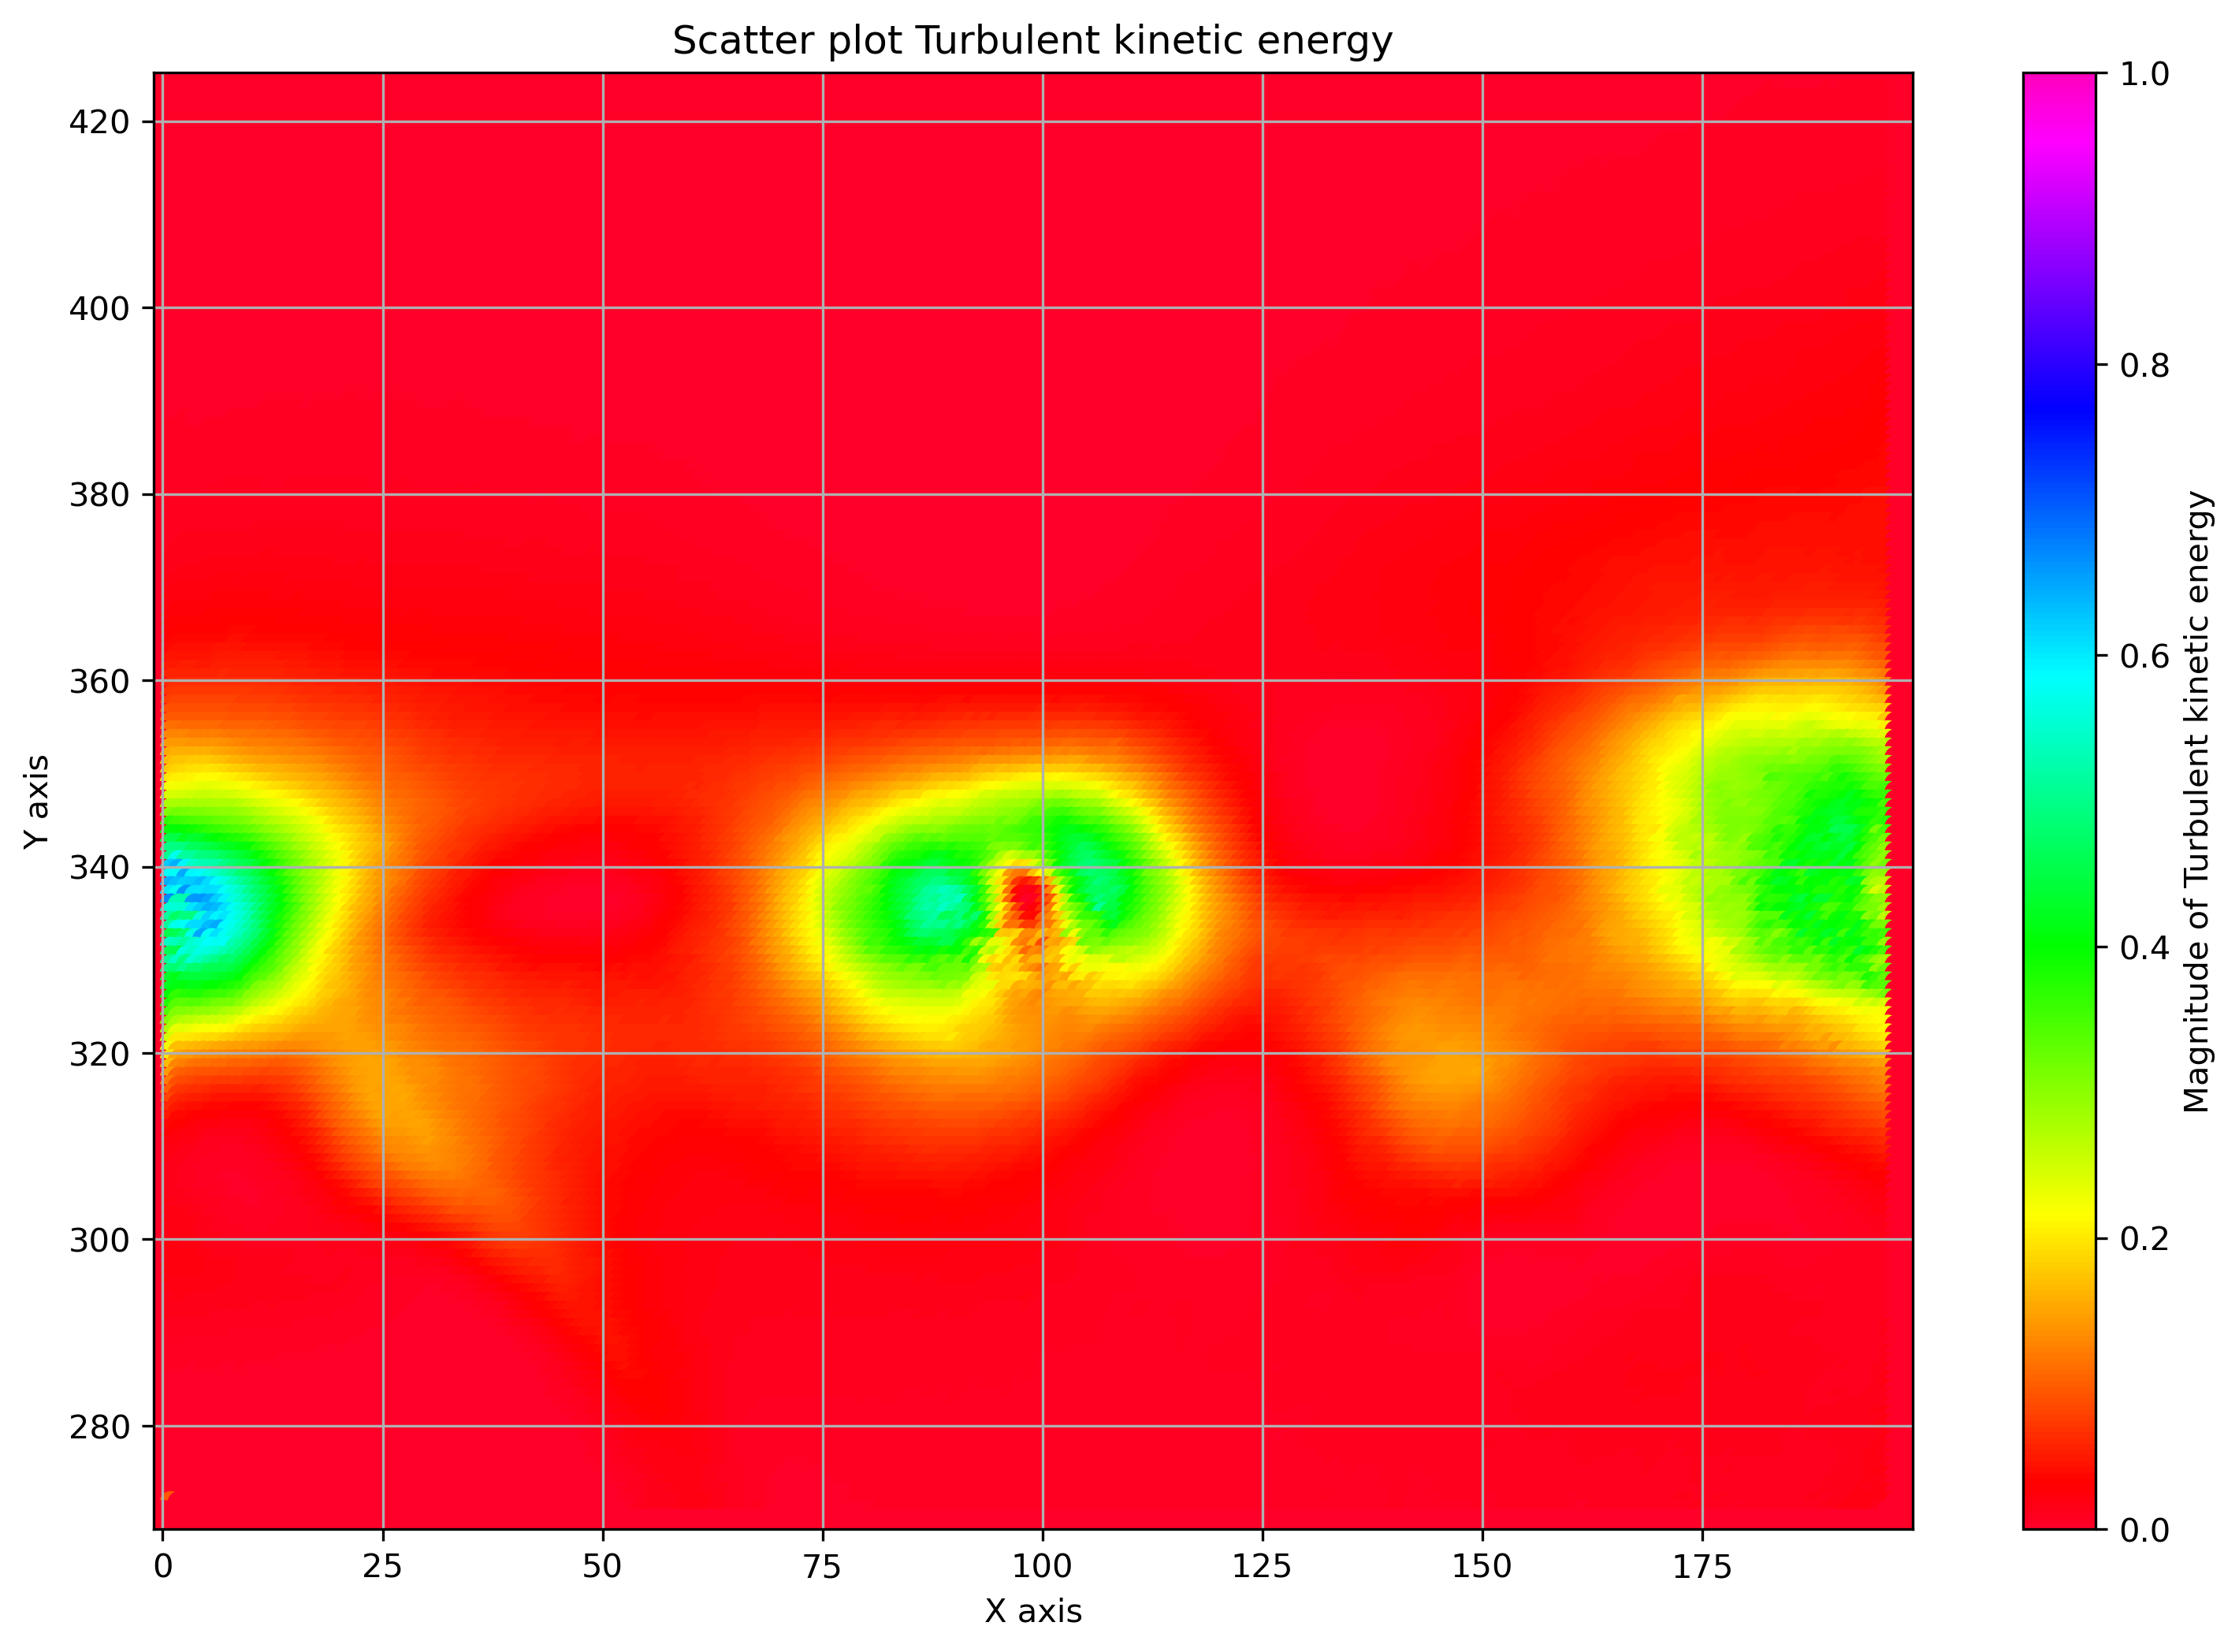 Scatter plot Turbulent kinetic energy
420
400
380
360
340
320
300
280
Y axis
0 25 50 75 100 125 150 175
X axis
1.0
0.8
0.6
0.4
0.2
0.0
Magnitude of Turbulent kinetic energy